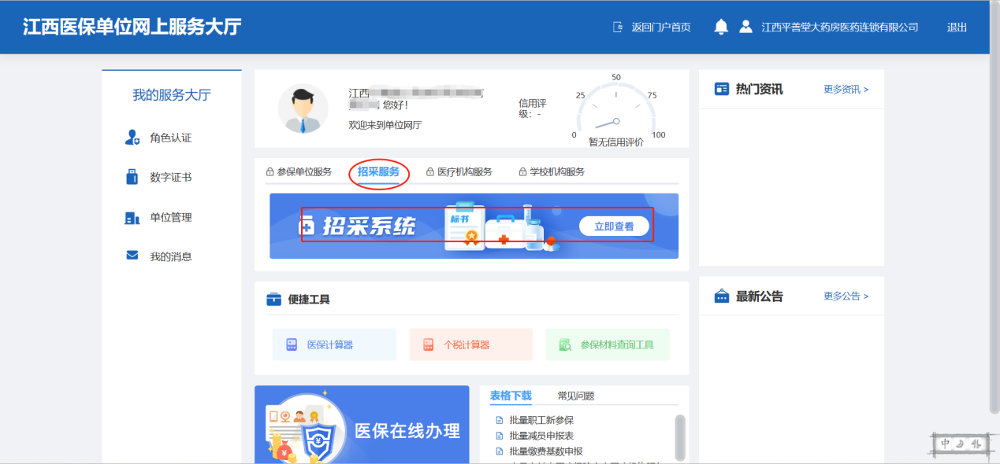 江西医保单位网上服务大厅
返回门户首页
江西平善堂大药房医药连锁有限公司
退出
我的服务大厅
角色认证
数字证书
单位管理
我的消息
江西
您好！
欢迎来到单位网厅
信用评
级：-
0
25
50
75
100
暂无信用评价
参保单位服务
招采服务
医疗机构服务
学校机构服务
招采系统
标书
立即查看
便捷工具
医保计算器
个税计算器
参保材料查询工具
医保在线办理
表格下载
常见问题
批量职工新参保
批量减员申报表
批量缴费基数申报
热门资讯
更多资讯 >
最新公告
更多公告 >
中